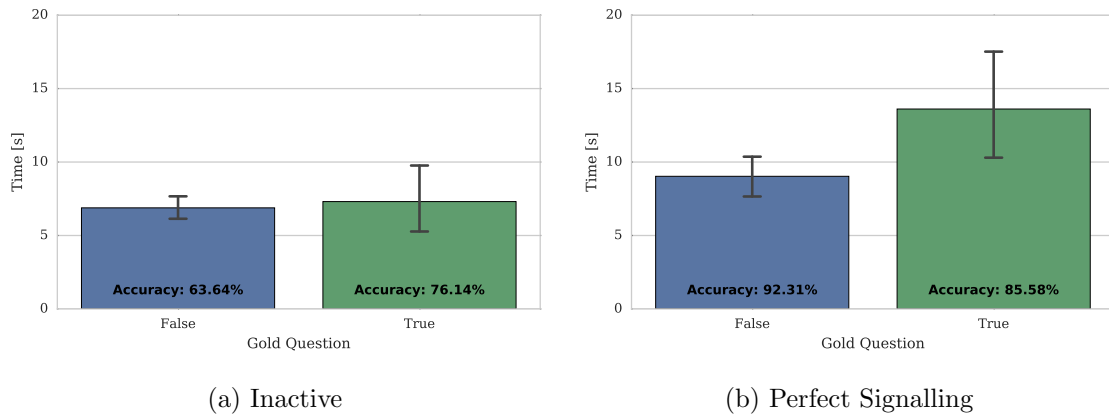 20
15
10
5
0
Time [s]
Accuracy: 63.64%
Accuracy: 76.14%
False
True
Gold Question
(a) Inactive
20
15
10
5
0
Time [s]
Accuracy: 92.31%
Accuracy: 85.58%
False
True
Gold Question
(b) Perfect Signalling